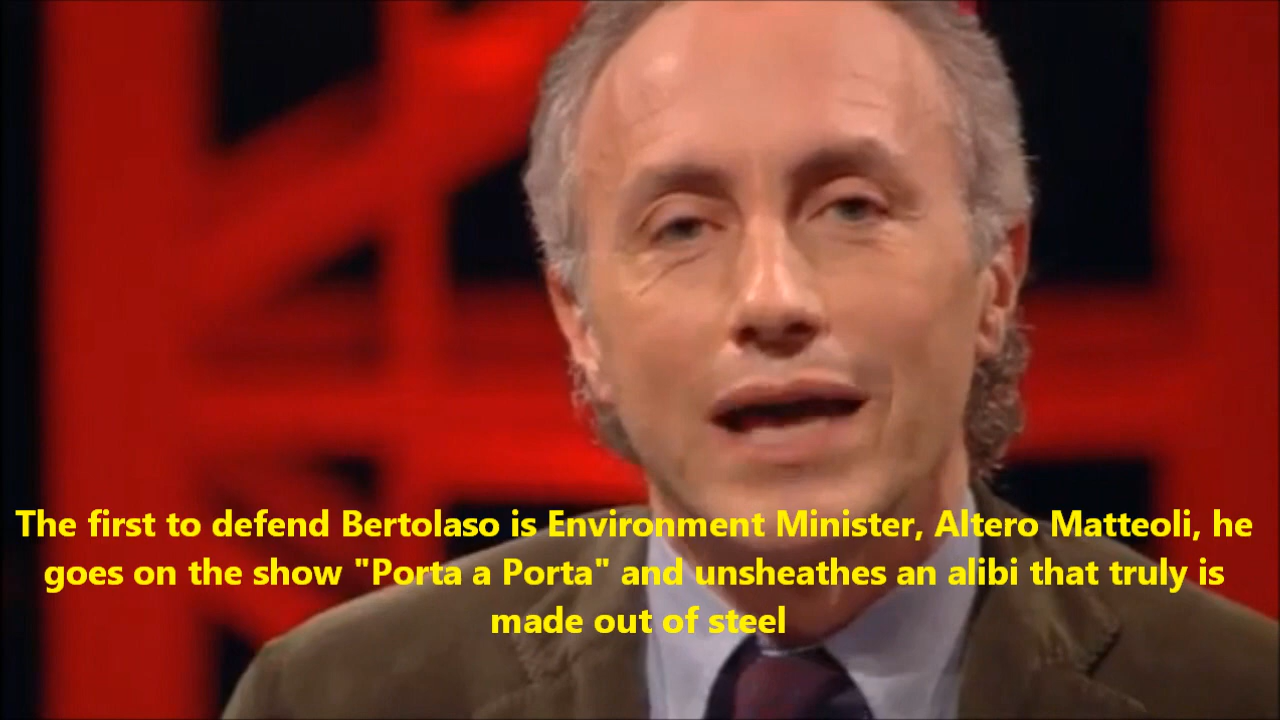 The first to defend Bertolaso is Environment Minister, Altero Matteoli, he
goes on the show "Porta a Porta" and unsheathes an alibi that truly is
made out of steel